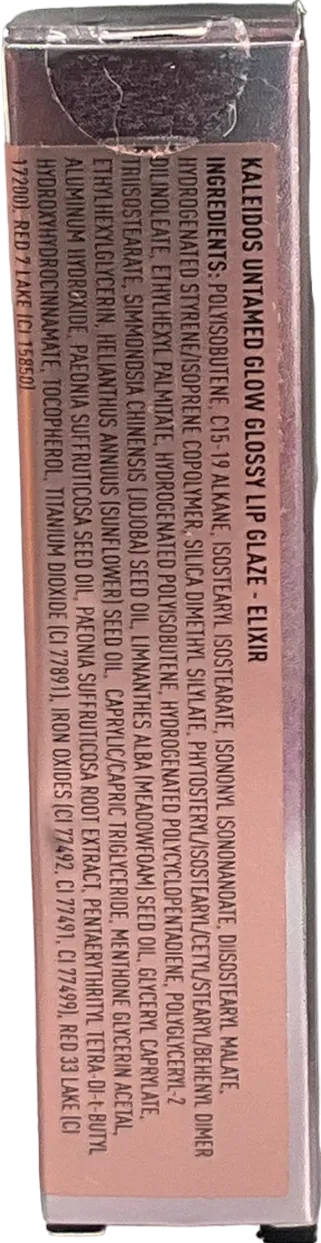 KALEIDOS UNTAMED GLOW GLOSSY LIP GLAZE - ELIXIR
INGREDIENTS: POLYISOBUTENE, C15-19 ALKANE, ISOSTEARYL ISOSTEARATE, ISONONYL ISONONANOATE, DIISOSTEARYL MALATE,
HYDROGENATED STYRENE/ISOPRENE COPOLYMER, SILICA DIMETHYL SILYLATE, PHYTOSTERYL/ISOSTEARYL/CETYL/STEARYL/BEHENYL DIMER
DILINOLEATE, ETHYLHEXYL PALMITATE, HYDROGENATED POLYISOBUTENE, HYDROGENATED POLYCYCLOPENTADIENE, POLYGLYCERYL-2
TRIISOSTEARATE, SIMMONDSIA CHINENSIS (JOJOBA) SEED OIL, LIMNANTHES ALBA (MEADOWFOAM) SEED OIL, GLYCERYL CAPRYLATE,
ETHYLHEXYLGLYCERIN, HELIANTHUS ANNUUS (SUNFLOWER) SEED OIL, CAPRYLIC/CAPRIC TRIGLYCERIDE, MENTHONE GLYCERIN ACETAL,
ALUMINUM HYDROXIDE, PAEONIA SUFFRUTICOSA SEED OIL, PAEONIA SUFFRUTICOSA ROOT EXTRACT, PENTAERYTHRITYL TETRA-DI-t-BUTYL
HYDROXYHYDROCINNAMATE, TOCOPHEROL, TITANIUM DIOXIDE (CI 77891), IRON OXIDES (CI 77492, CI 77491, CI 77499), RED 33 LAKE (CI
17200), RED 7 LAKE (CI 15850)